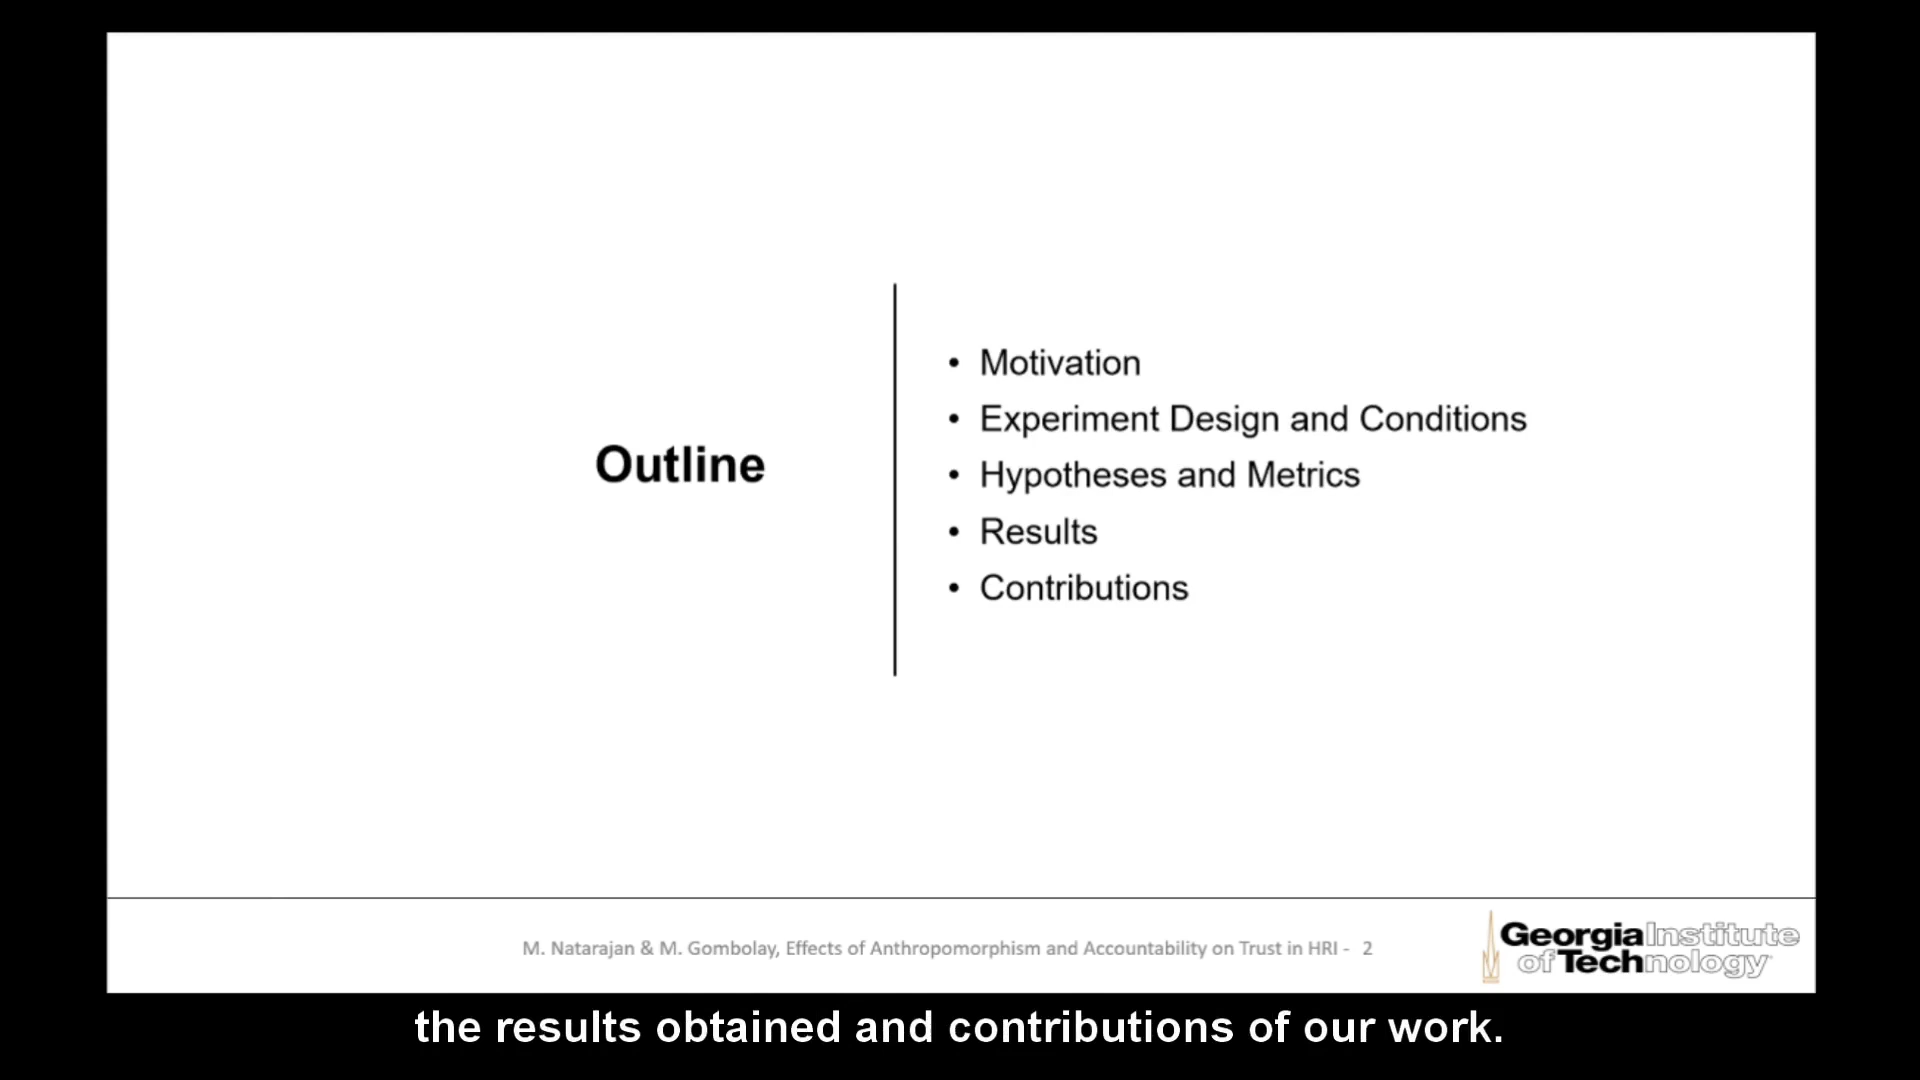 Outline
• Motivation
• Experiment Design and Conditions
• Hypotheses and Metrics
• Results
• Contributions
M. Natarajan & M. Gombolay, Effects of Anthropomorphism and Accountability on Trust in HRI - 2
Georgia Institute
of Technology
the results obtained and contributions of our work.